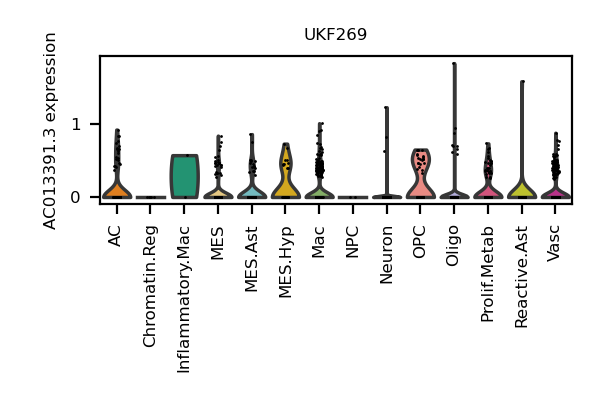 UKF269
AC013391.3 expression
1
0
AC
Chromatin.Reg
Inflammatory.Mac
MES
MES.Ast
MES.Hyp
Mac
NPC
Neuron
OPC
Oligo
Prolif.Metab
Reactive.Ast
Vasc